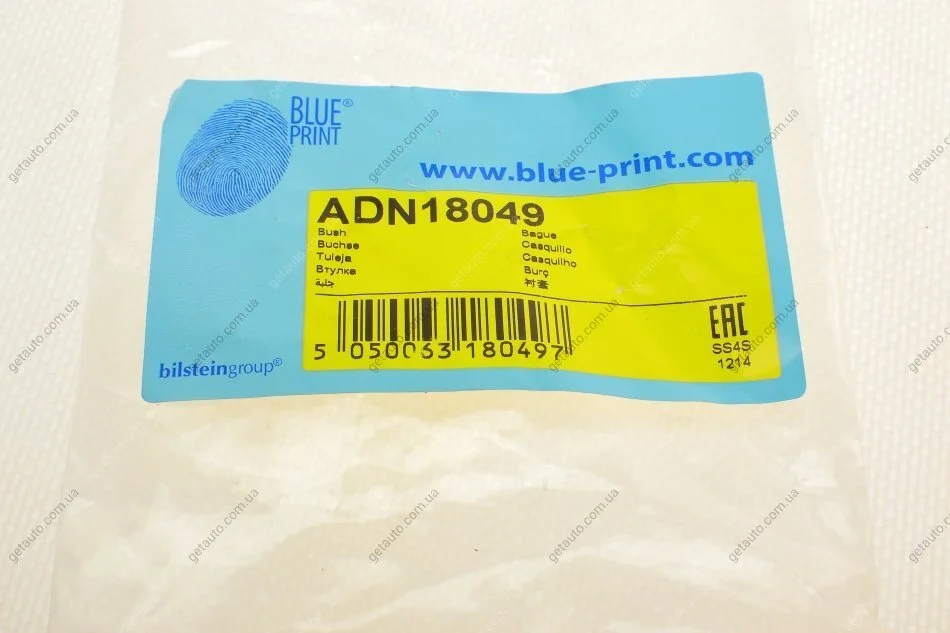 BLUE®
PRINT
www.blue-print.com
ADN18049
Bush
Buchse
Tuleja
Втулка
جلبة
Bague
Casquillo
Casquilho
Burç
衬套
5 050063 180497
EAC
SS4S
1214
bilsteingroup®
getauto.com.ua